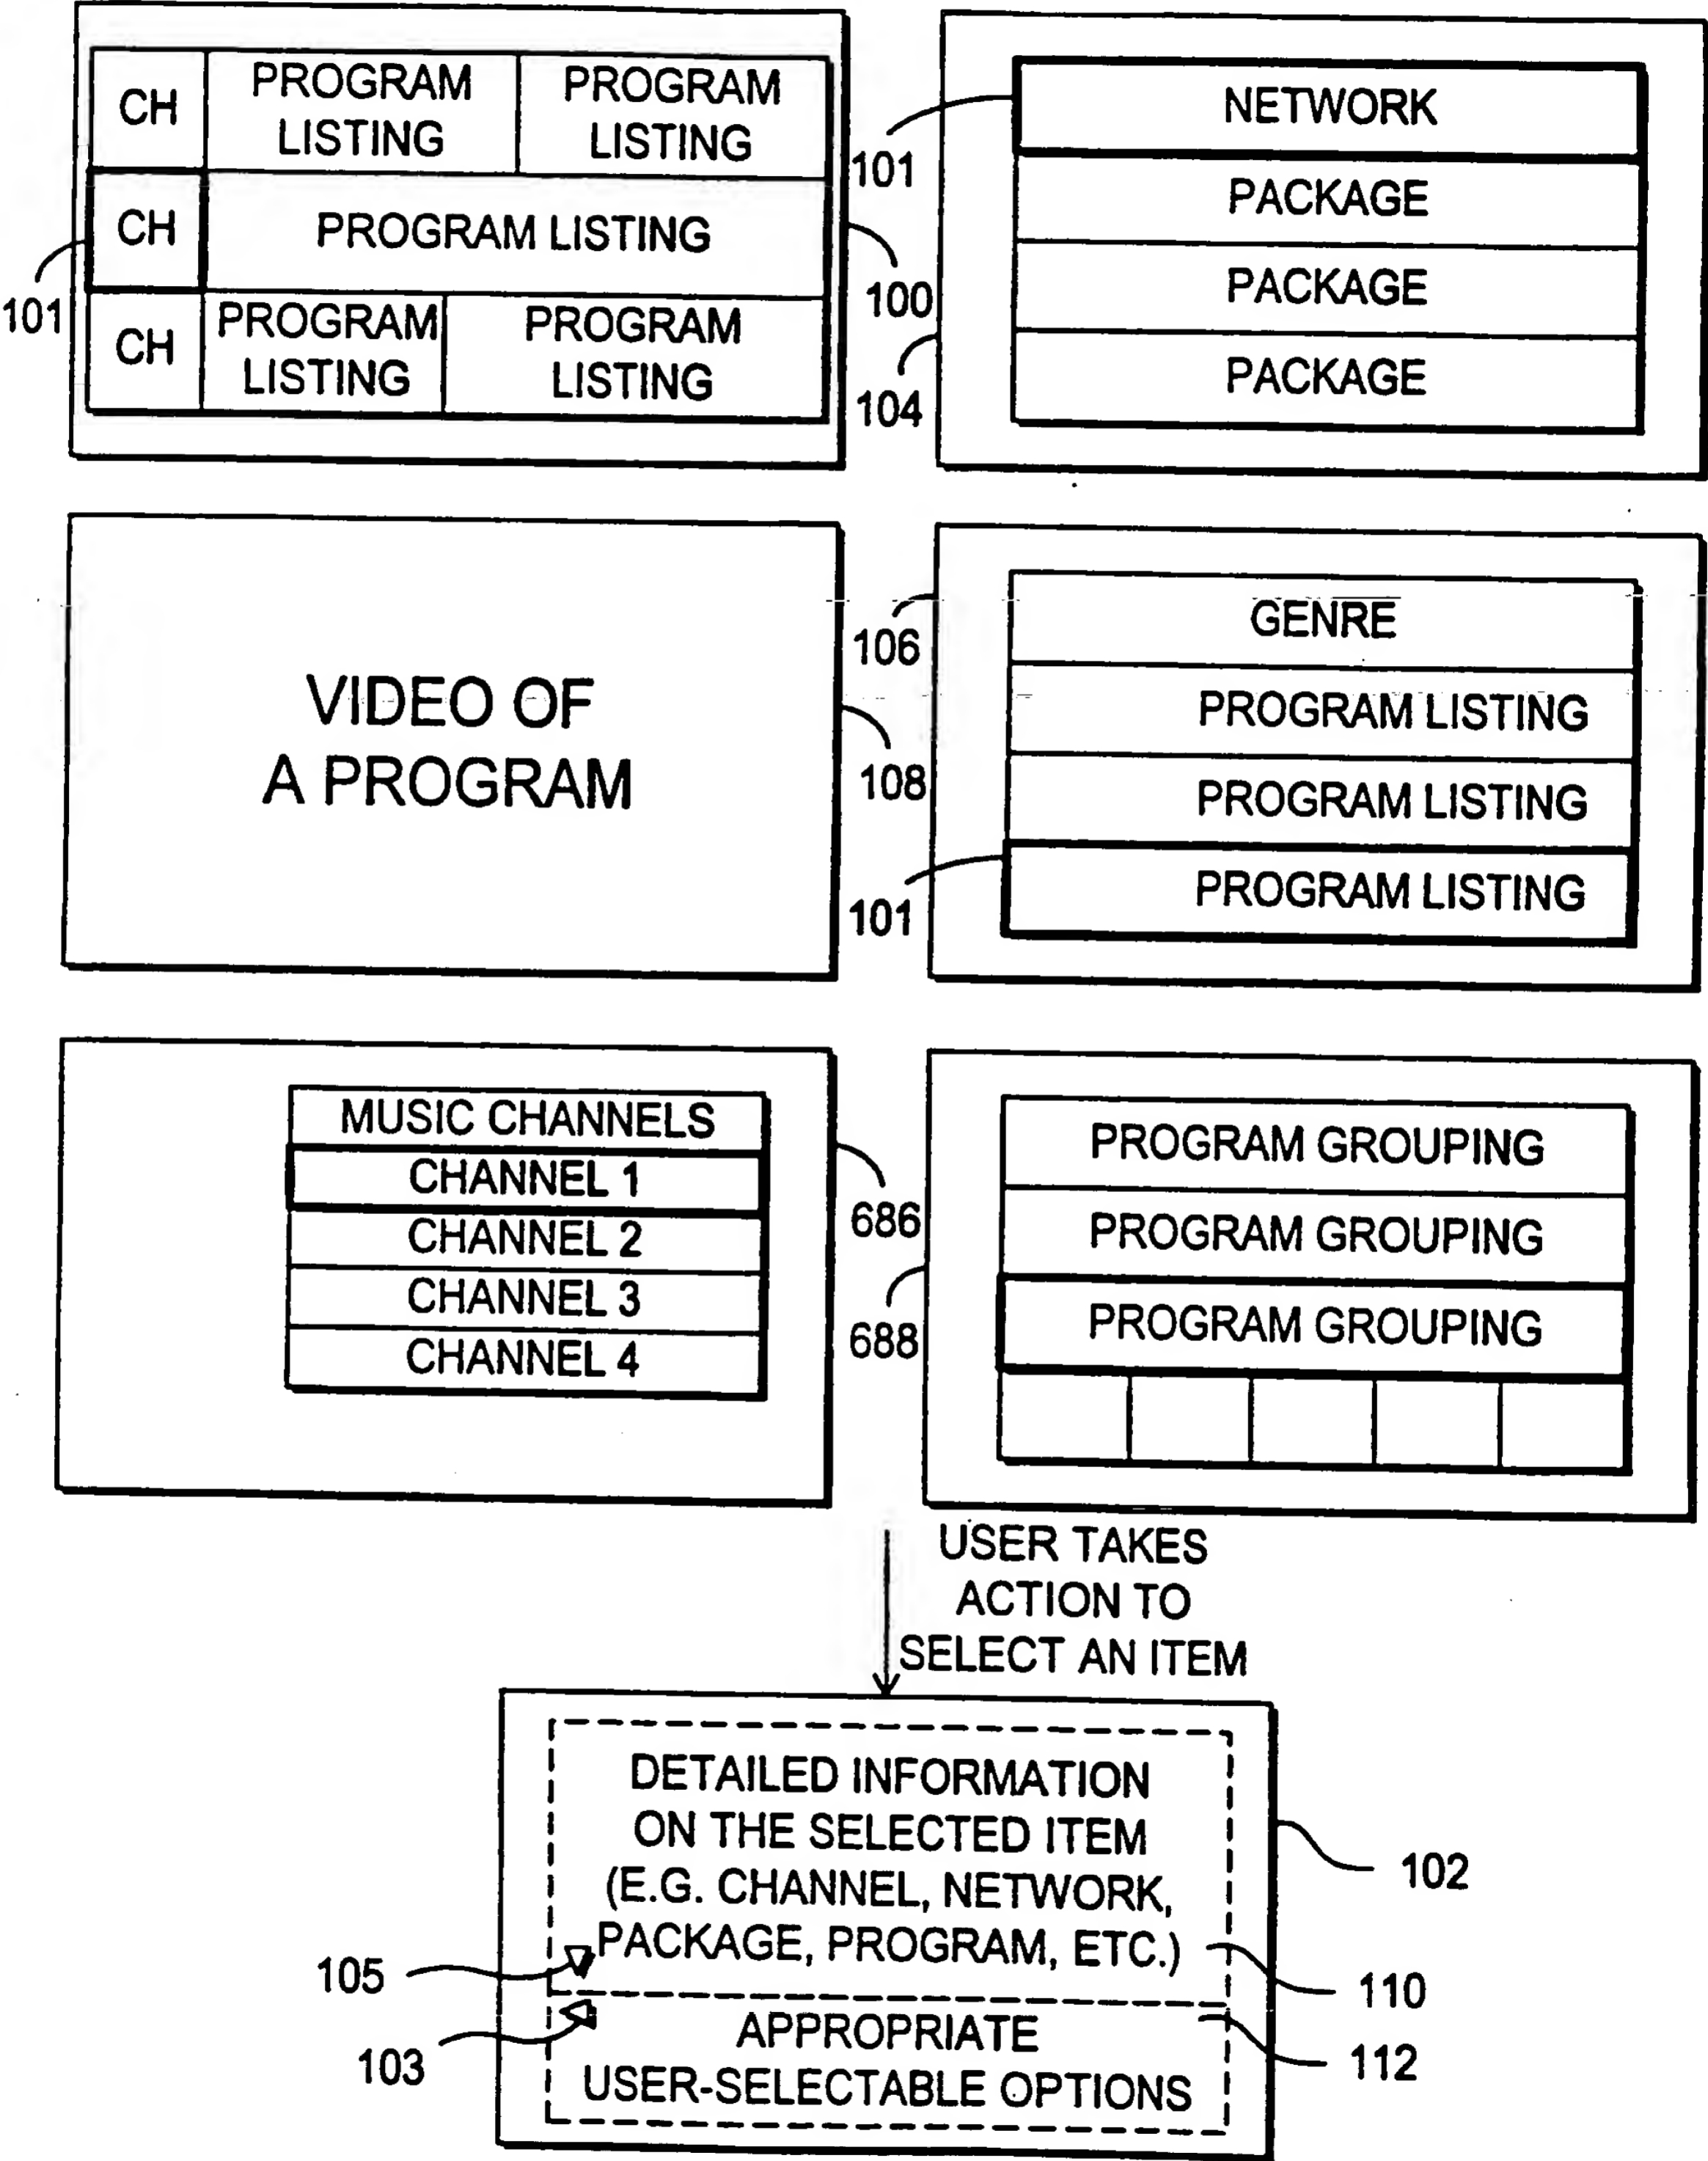 CH
PROGRAM
LISTING
PROGRAM
LISTING
CH
PROGRAM LISTING
CH
PROGRAM
LISTING
PROGRAM
LISTING
101
100
NETWORK
PACKAGE
PACKAGE
PACKAGE
101
104
VIDEO OF
A PROGRAM
108
GENRE
PROGRAM LISTING
PROGRAM LISTING
PROGRAM LISTING
106
101
MUSIC CHANNELS
CHANNEL 1
CHANNEL 2
CHANNEL 3
CHANNEL 4
686
PROGRAM GROUPING
PROGRAM GROUPING
PROGRAM GROUPING
688
USER TAKES
ACTION TO
SELECT AN ITEM
DETAILED INFORMATION
ON THE SELECTED ITEM
(E.G. CHANNEL, NETWORK,
PACKAGE, PROGRAM, ETC.)
102
105
110
APPROPRIATE
USER-SELECTABLE OPTIONS
103
112